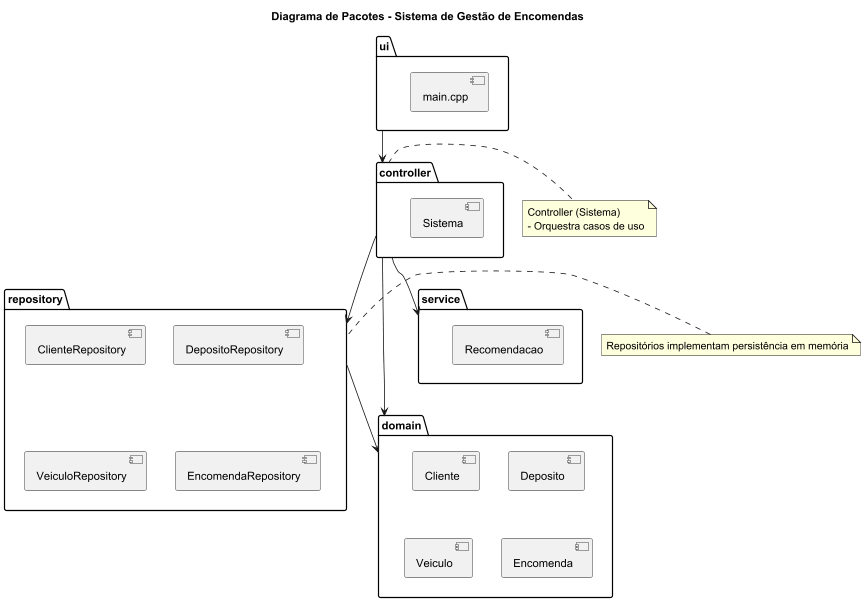 Diagrama de Pacotes - Sistema de Gestão de Encomendas
ui
main.cpp
controller
Sistema
Controller (Sistema)
- Orquestra casos de uso
repository
ClienteRepository
DepositoRepository
VeiculoRepository
EncomendaRepository
service
Recomendacao
Repositórios implementam persistência em memória
domain
Cliente
Deposito
Veiculo
Encomenda